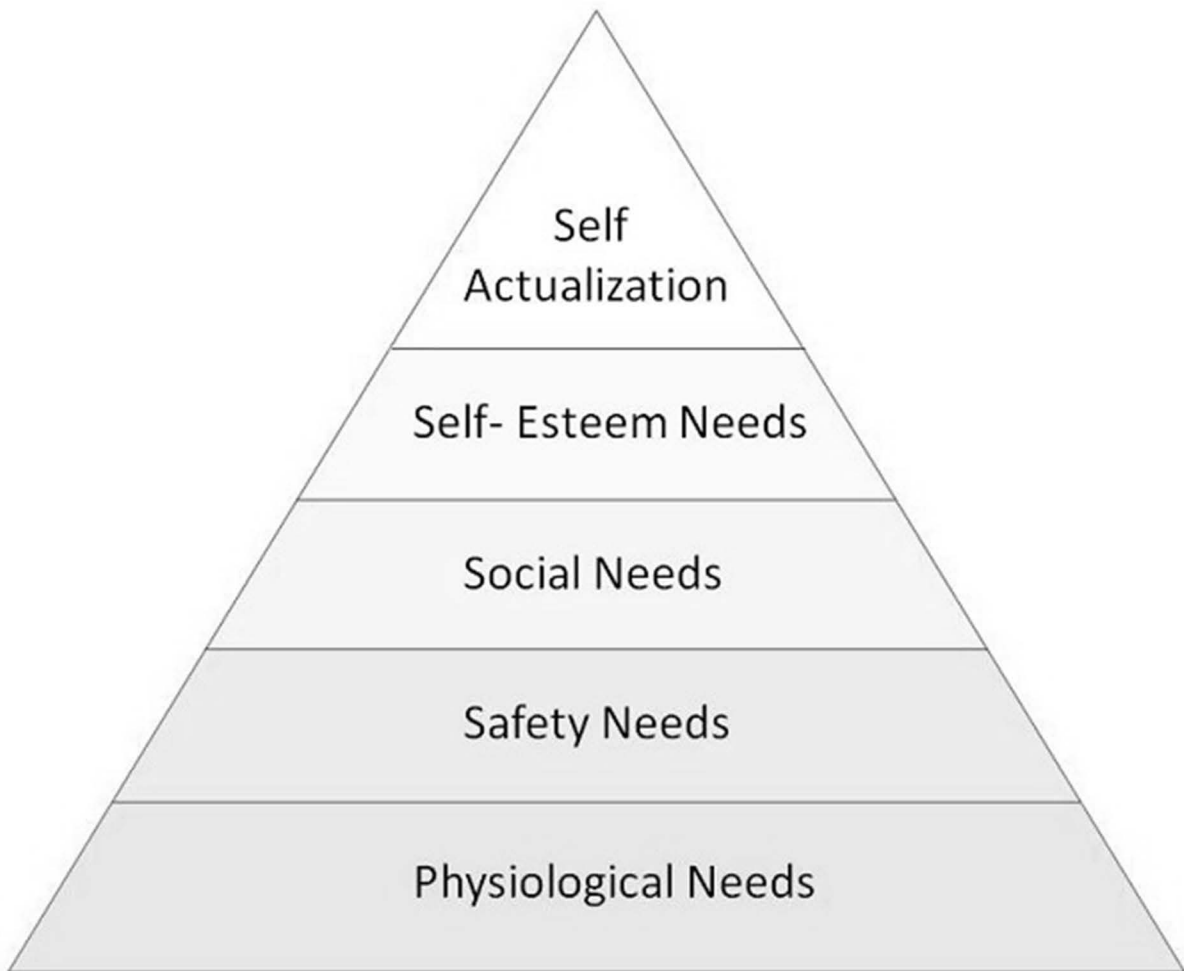 Self
Actualization
Self- Esteem Needs
Social Needs
Safety Needs
Physiological Needs